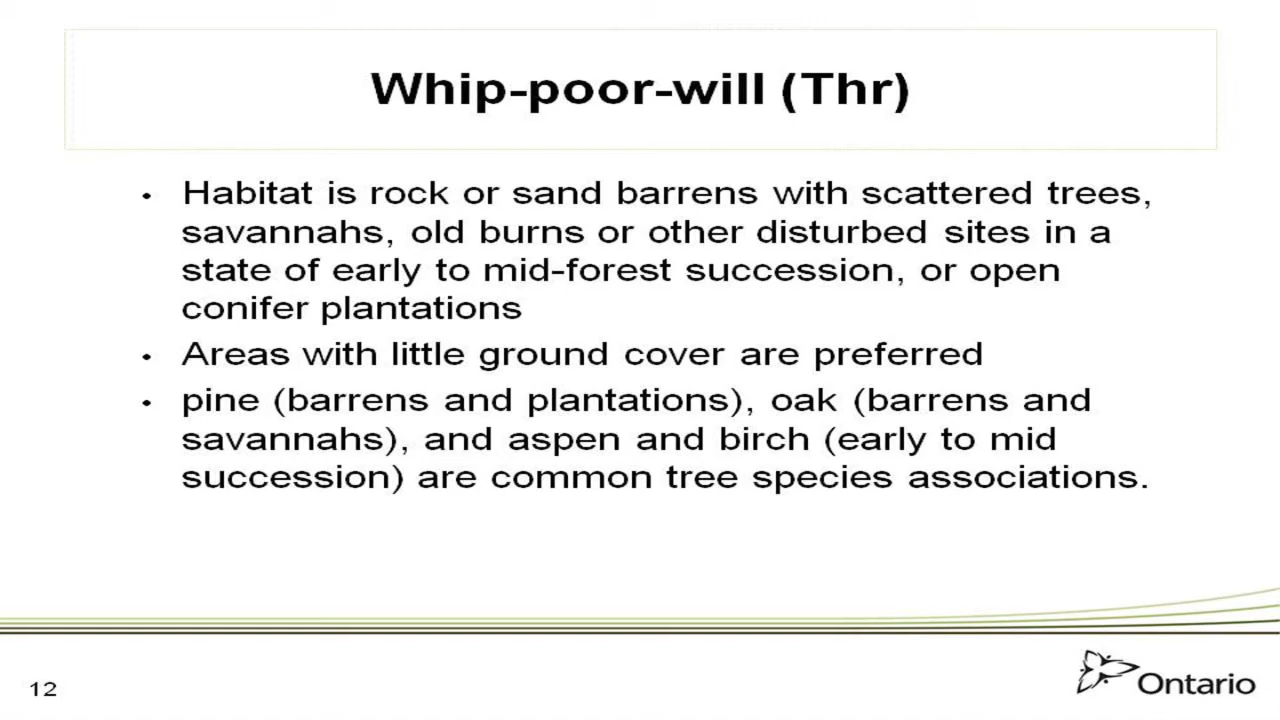 Whip-poor-will (Thr)
• Habitat is rock or sand barrens with scattered trees,
savannahs, old burns or other disturbed sites in a
state of early to mid-forest succession, or open
conifer plantations
• Areas with little ground cover are preferred
• pine (barrens and plantations), oak (barrens and
savannahs), and aspen and birch (early to mid
succession) are common tree species associations.
12
Ontario